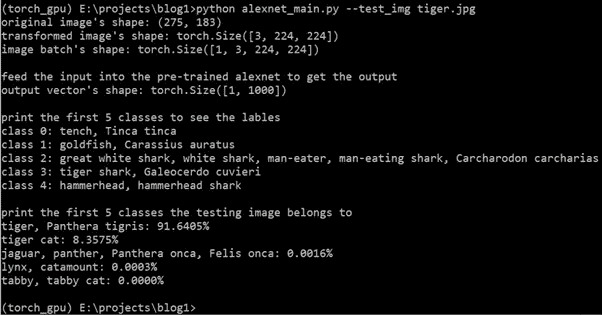 (torch_gpu) E:\projects\blog1>python alexnet_main.py --test_img tiger.jpg
original image's shape: (275, 183)
transformed image's shape: torch.Size([3, 224, 224])
image batch's shape: torch.Size([1, 3, 224, 224])
feed the input into the pre-trained alexnet to get the output
output vector's shape: torch.Size([1, 1000])
print the first 5 classes to see the lables
class 0: tench, Tinca tinca
class 1: goldfish, Carassius auratus
class 2: great white shark, white shark, man-eater, man-eating shark, Carcharodon carcharias
class 3: tiger shark, Galeocerdo cuvieri
class 4: hammerhead, hammerhead shark
print the first 5 classes the testing image belongs to
tiger, Panthera tigris: 91.6405%
tiger cat: 8.3575%
jaguar, panther, Panthera onca, Felis onca: 0.0016%
lynx, catamount: 0.0003%
tabby, tabby cat: 0.0000%
(torch_gpu) E:\projects\blog1>